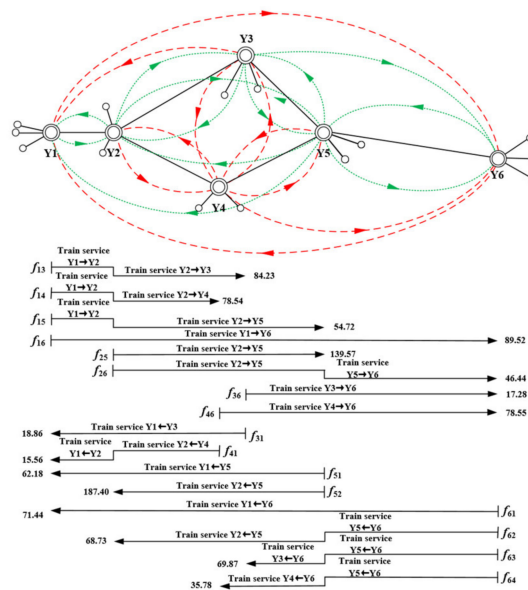 Y3
Y1
Y2
Y5
Y6
Y4
Train service
f13 Y1→Y2 Train service Y2→Y3 84.23
Train service
f14 Y1→Y2 Train service Y2→Y4 78.54
Train service
f15 Y1→Y2 Train service Y2→Y5 54.72
f16 Train service Y1→Y6 89.52
f25 Train service Y2→Y5 139.57
f26 Train service Y2→Y5 Train service Y5→Y6 46.44
f36 Train service Y3→Y6 17.28
f46 Train service Y4→Y6 78.55
18.86 Train service Y1←Y3 f31
Train service Train service Y2←Y4 f41
15.56 Y1←Y2
62.18 Train service Y1←Y5 f51
187.40 Train service Y2←Y5 f52
71.44 Train service Y1←Y6 f61
Train service
68.73 Train service Y2←Y5 Y5←Y6 f62
Train service Train service
69.87 Y3←Y6 Y5←Y6 f63
Train service
35.78 Train service Y4←Y6 Y5←Y6 f64